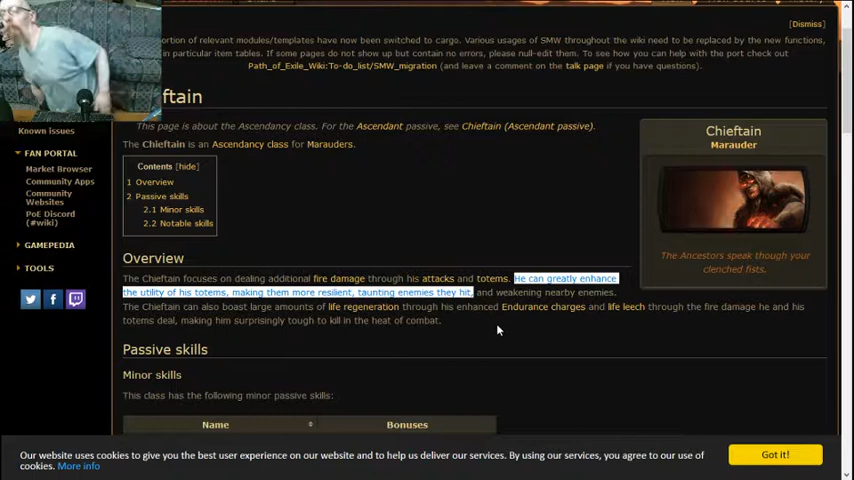 [Dismiss]
ortion of relevant modules/templates have now been switched to cargo. Various usages of SMW throughout the wiki need to be replaced by the new functions,
in particular item tables. If some pages do not show up but contain no errors, please null-edit them. To see how you can help with the port check out
Path_of_Exile_Wiki:To-do_list/SMW_migration (and leave a comment on the talk page if you have questions).
ftain
This page is about the Ascendancy class. For the Ascendant passive, see Chieftain (Ascendant passive).
The Chieftain is an Ascendancy class for Marauders.
Contents [hide]
1 Overview
2 Passive skills
2.1 Minor skills
2.2 Notable skills
Chieftain
Marauder
The Ancestors speak though your
clenched fists.
Known issues
FAN PORTAL
Market Browser
Community Apps
Community
Websites
PoE Discord
(#wiki)
GAMEPEDIA
TOOLS
Overview
The Chieftain focuses on dealing additional fire damage through his attacks and totems. He can greatly enhance
the utility of his totems, making them more resilient, taunting enemies they hit, and weakening nearby enemies.
The Chieftain can also boast large amounts of life regeneration through his enhanced Endurance charges and life leech through the fire damage he and his
totems deal, making him surprisingly tough to kill in the heat of combat.
Passive skills
Minor skills
This class has the following minor passive skills:
Name
Bonuses
Our website uses cookies to give you the best user experience on our website and to help us deliver our services. By using our services, you agree to our use of
cookies. More info
Got it!